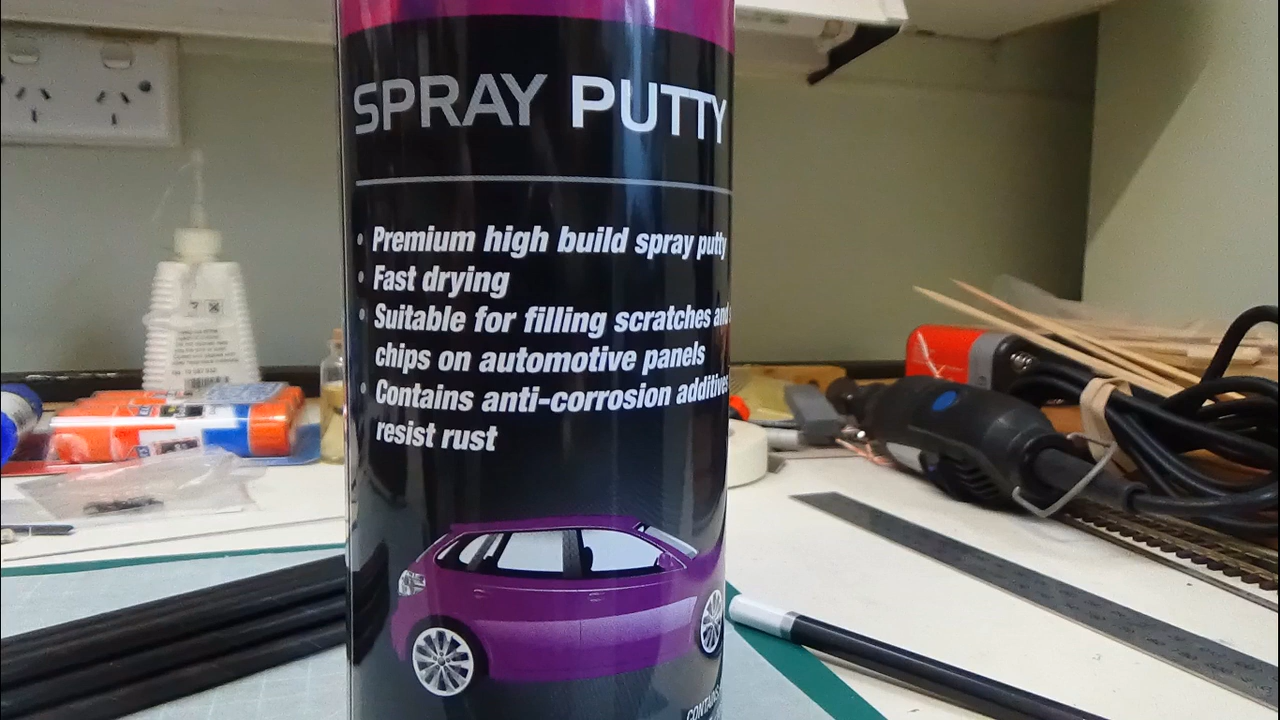 SPRAY PUTTY
• Premium high build spray putty
• Fast drying
• Suitable for filling scratches and
chips on automotive panels
• Contains anti-corrosion additives
resist rust